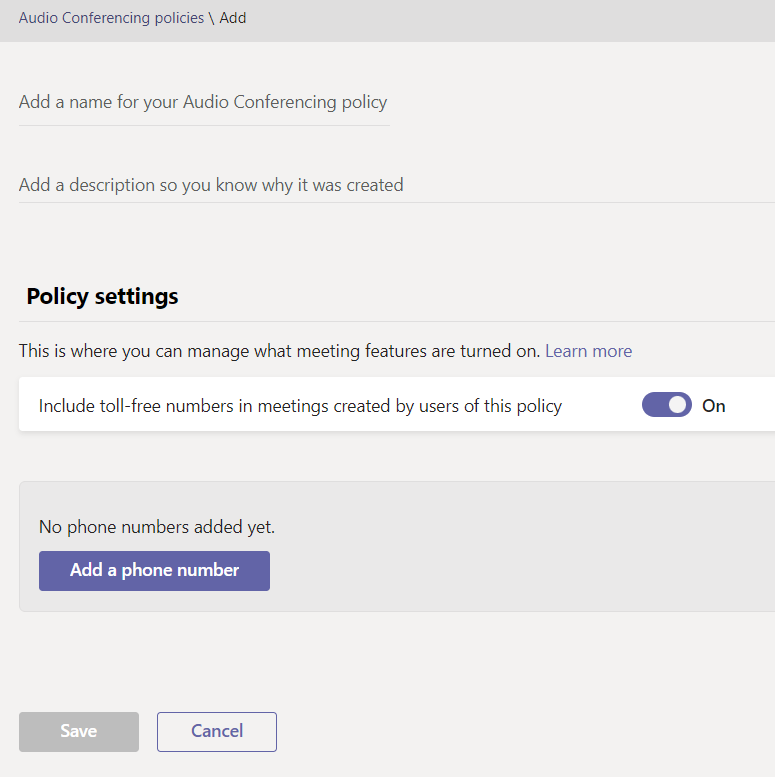 Audio Conferencing policies \ Add
Add a name for your Audio Conferencing policy
Add a description so you know why it was created
Policy settings
This is where you can manage what meeting features are turned on. Learn more
Include toll-free numbers in meetings created by users of this policy On
No phone numbers added yet.
Add a phone number
Save Cancel